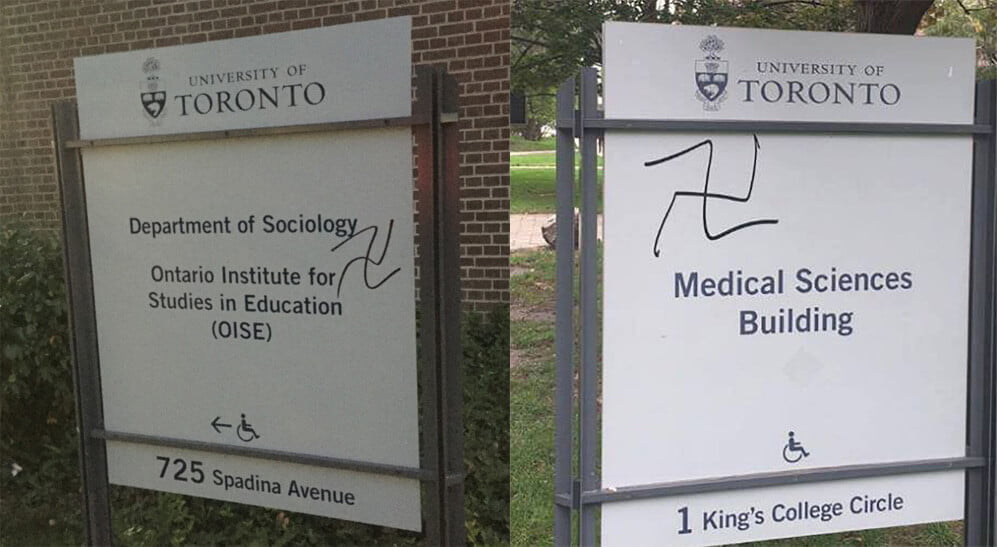 UNIVERSITY OF
TORONTO
Department of Sociology
Ontario Institute for
Studies in Education
(OISE)
725 Spadina Avenue
UNIVERSITY OF
TORONTO
Medical Sciences
Building
1 King's College Circle